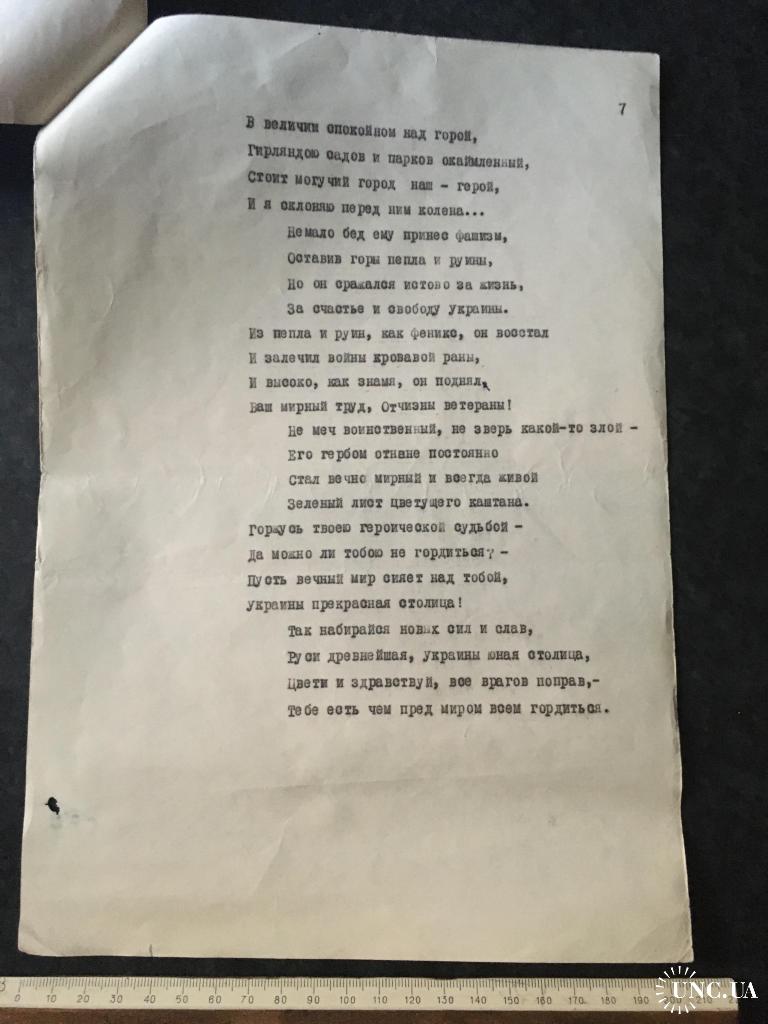 7
В величии спокойном над горой,
Гирляндою садов и парков окаймленный,
Стоит могучий город наш - герой,
И я склоняю перед ним колена...
Немало бед ему принес фашизм,
Оставив горы пепла и руины,
Но он сражался истово за жизнь,
За счастье и свободу Украины.
Из пепла и руин, как феникс, он восстал
И залечил войны кровавой раны,
И высоко, как знамя, он поднял,
Ваш мирный труд, Отчизны ветераны!
Не меч воинственный, не зверь какой-то злой -
Его гербом отнане постоянно
Стал вечно мирный и всегда живой
Зеленый лист цветущего каштана.
Горжусь твоею героической судьбой -
Да можно ли тобою не гордиться? -
Пусть вечный мир сияет над тобой,
Украины прекрасная столица!
Так набирайся новых сил и слав,
Руси древнейшая, Украины юная столица,
Цвети и здравствуй, все врагов поправ,-
Тебе есть чем пред миром всем гордиться.
0 10 20 30 40 50 60 70 80 90 100 110 120 130 140 150 160 170 180 190
UNC.UA